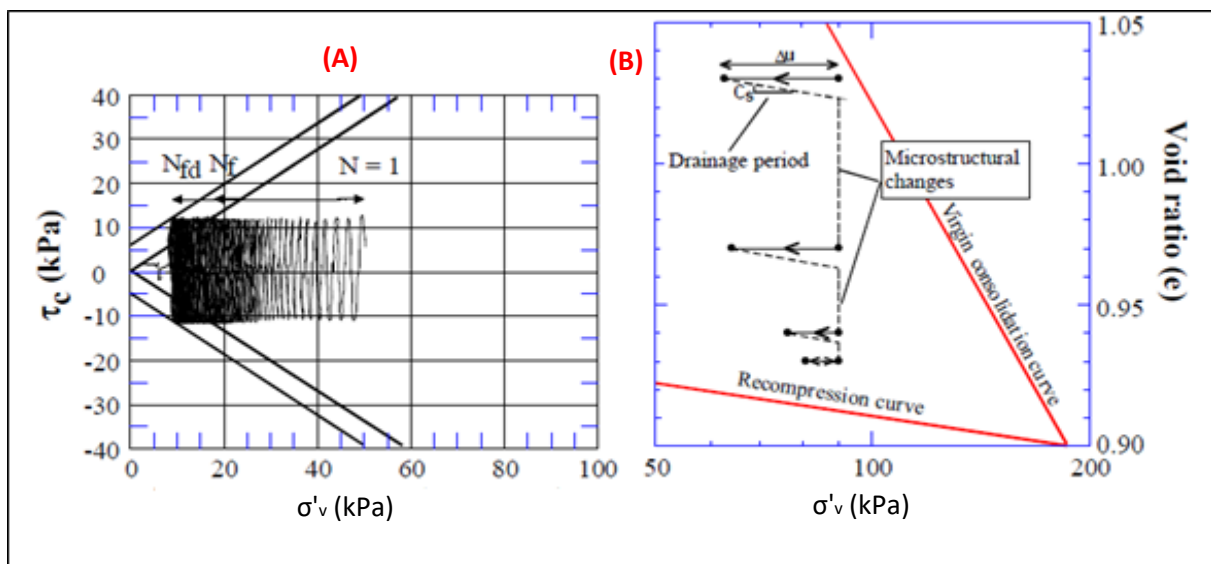 (A)
40
30
20
10
0
-10
-20
-30
-40
τc (kPa)
Nfd Nf N = 1
0 20 40 60 80 100
σ'v (kPa)
(B)
Δμ
Cs
Drainage period
Microstructural
changes
Virgin consolidation curve
Recompression curve
1.05
1.00
0.95
0.90
Void ratio (e)
50 100 200
σ'v (kPa)